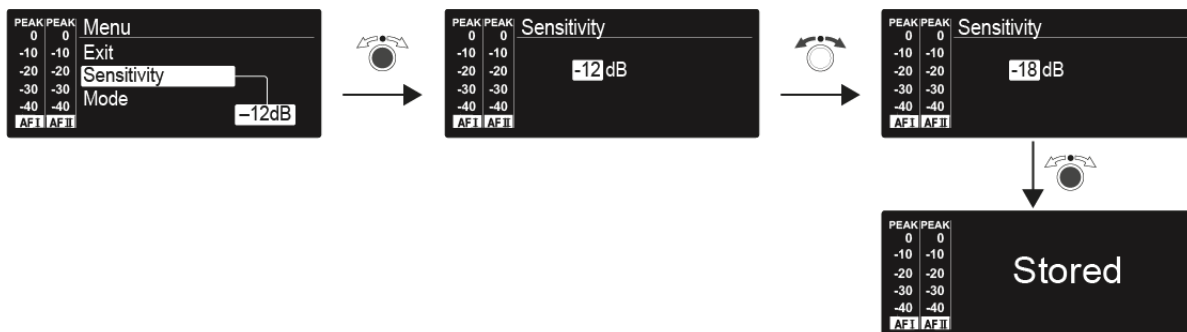 PEAK PEAK Menu
0 0
-10 -10 Exit
-20 -20 Sensitivity
-30 -30 Mode
-40 -40 –12dB
AF I AF II
PEAK PEAK Sensitivity
0 0
-10 -10
-20 -20 -12 dB
-30 -30
-40 -40
AF I AF II
PEAK PEAK Sensitivity
0 0
-10 -10
-20 -20 -18 dB
-30 -30
-40 -40
AF I AF II
PEAK PEAK
0 0
-10 -10
-20 -20 Stored
-30 -30
-40 -40
AF I AF II